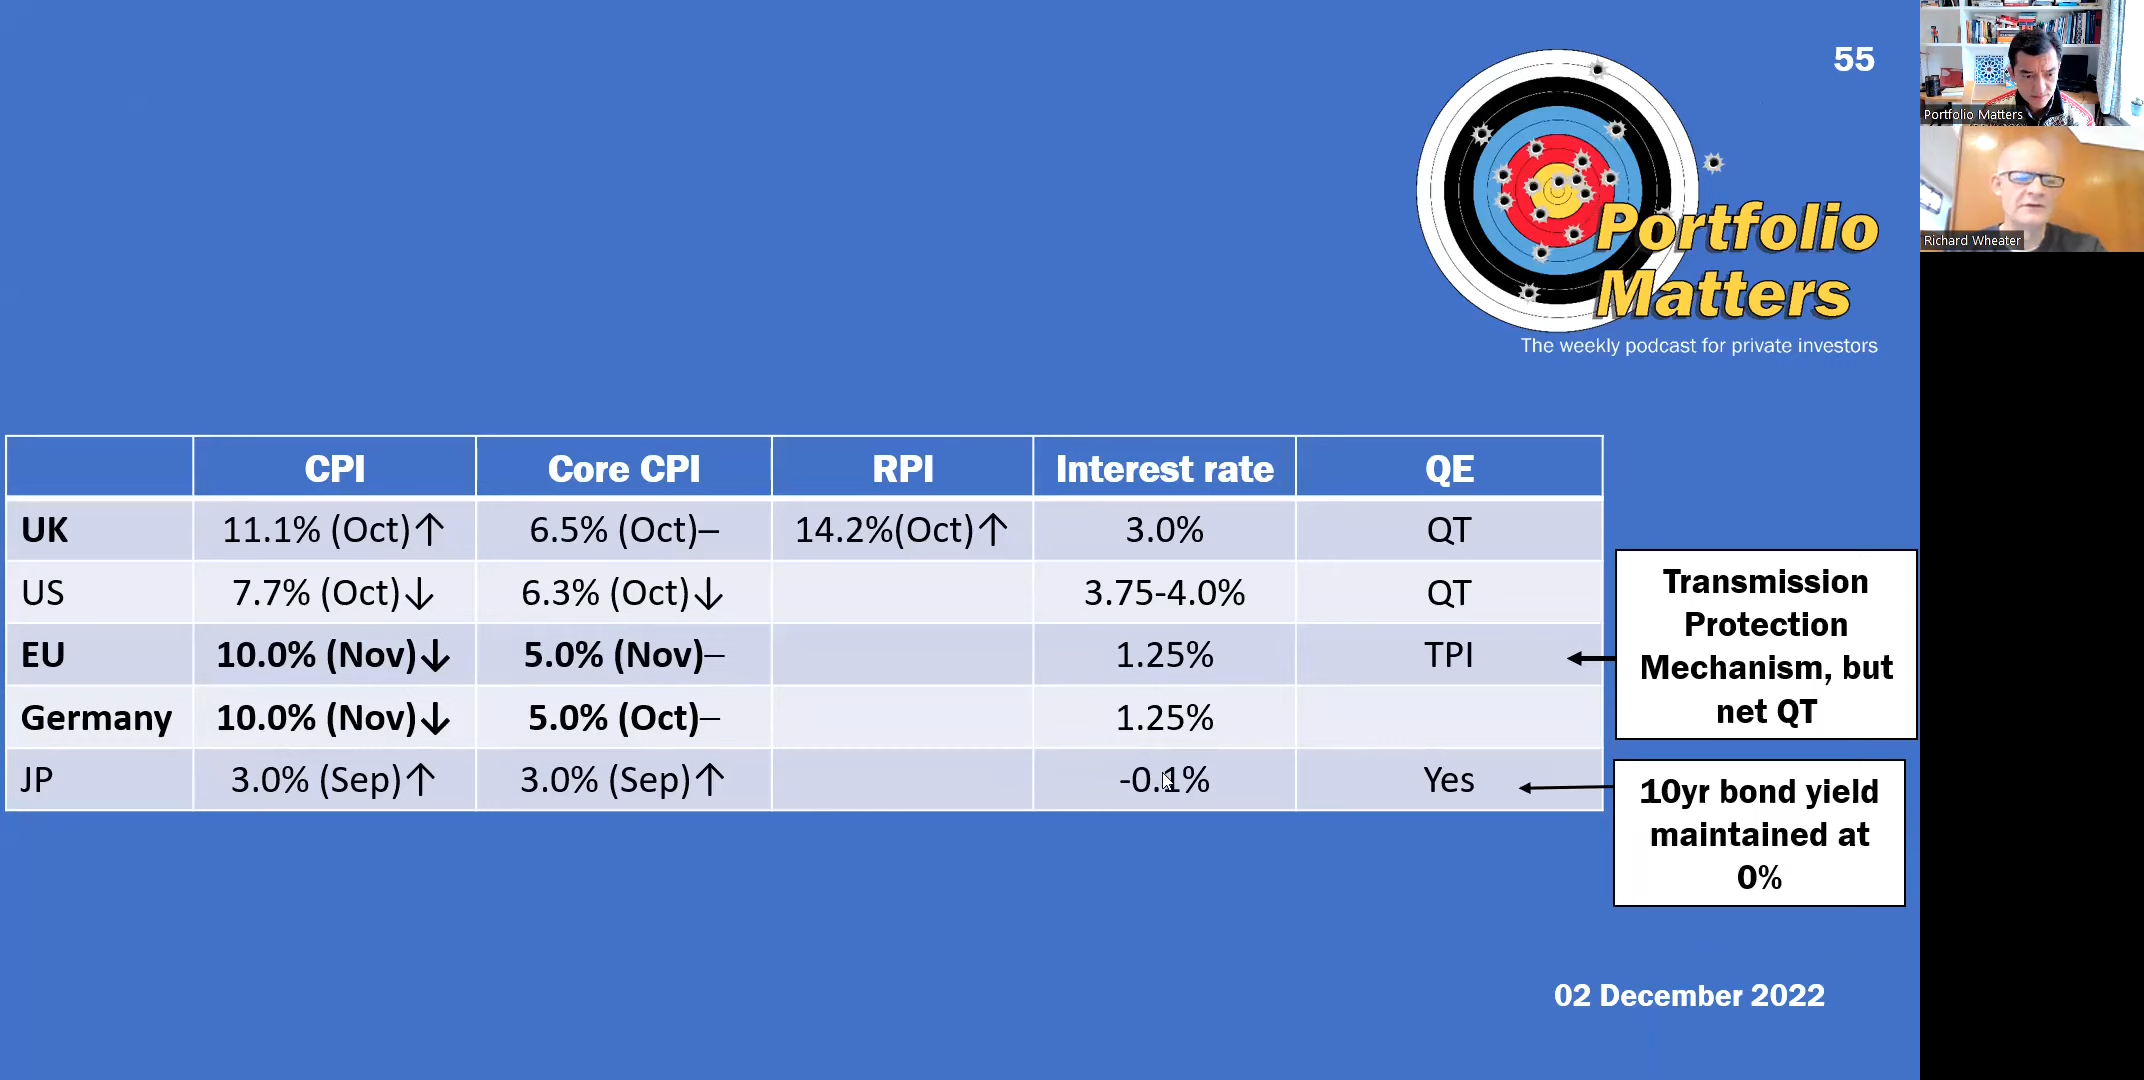 55
Portfolio
Matters
The weekly podcast for private investors
CPI Core CPI RPI Interest rate QE
UK 11.1% (Oct)↑ 6.5% (Oct)– 14.2%(Oct)↑ 3.0% QT
US 7.7% (Oct)↓ 6.3% (Oct)↓ 3.75-4.0% QT
EU 10.0% (Nov)↓ 5.0% (Nov)– 1.25% TPI
Germany 10.0% (Nov)↓ 5.0% (Oct)– 1.25%
JP 3.0% (Sep)↑ 3.0% (Sep)↑ -0.1% Yes
Transmission
Protection
Mechanism, but
net QT
10yr bond yield
maintained at
0%
02 December 2022
Portfolio Matters
Richard Wheater